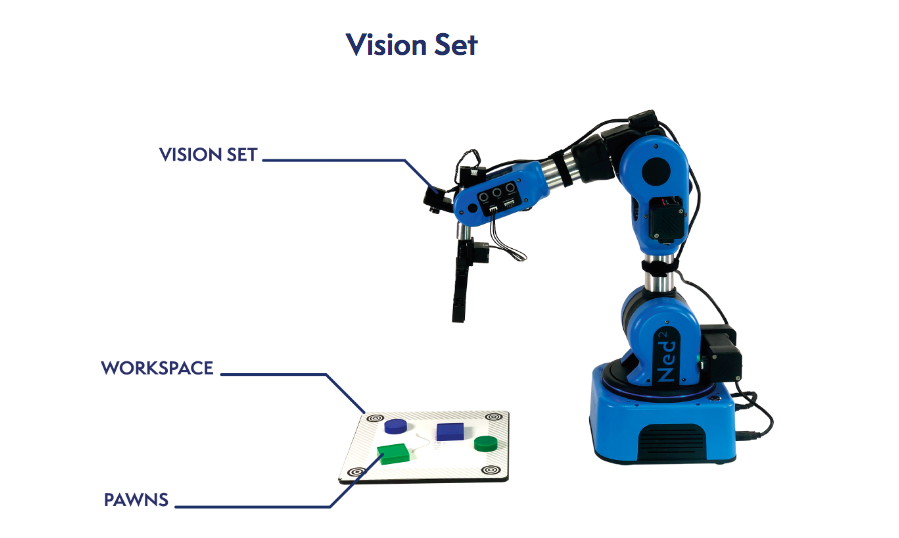 Vision Set
VISION SET
Ned²
WORKSPACE
PAWNS